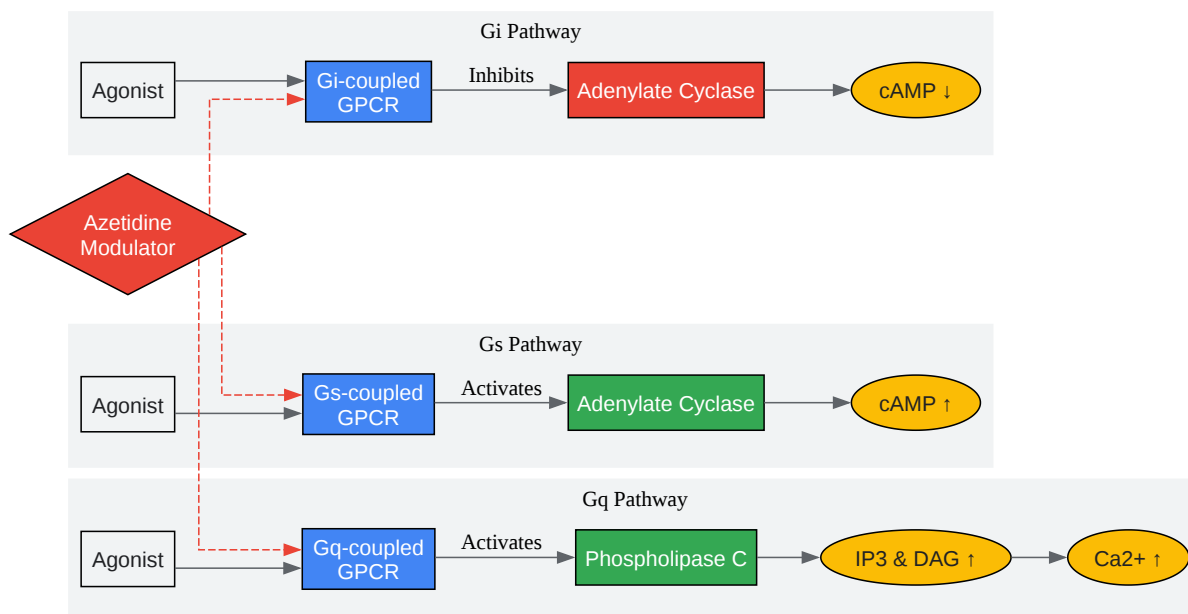 Gi Pathway
Agonist
Gi-coupled
GPCR
Inhibits
Adenylate Cyclase
cAMP ↓
Azetidine
Modulator
Gs Pathway
Agonist
Gs-coupled
GPCR
Activates
Adenylate Cyclase
cAMP ↑
Gq Pathway
Agonist
Gq-coupled
GPCR
Activates
Phospholipase C
IP3 & DAG ↑
Ca2+ ↑